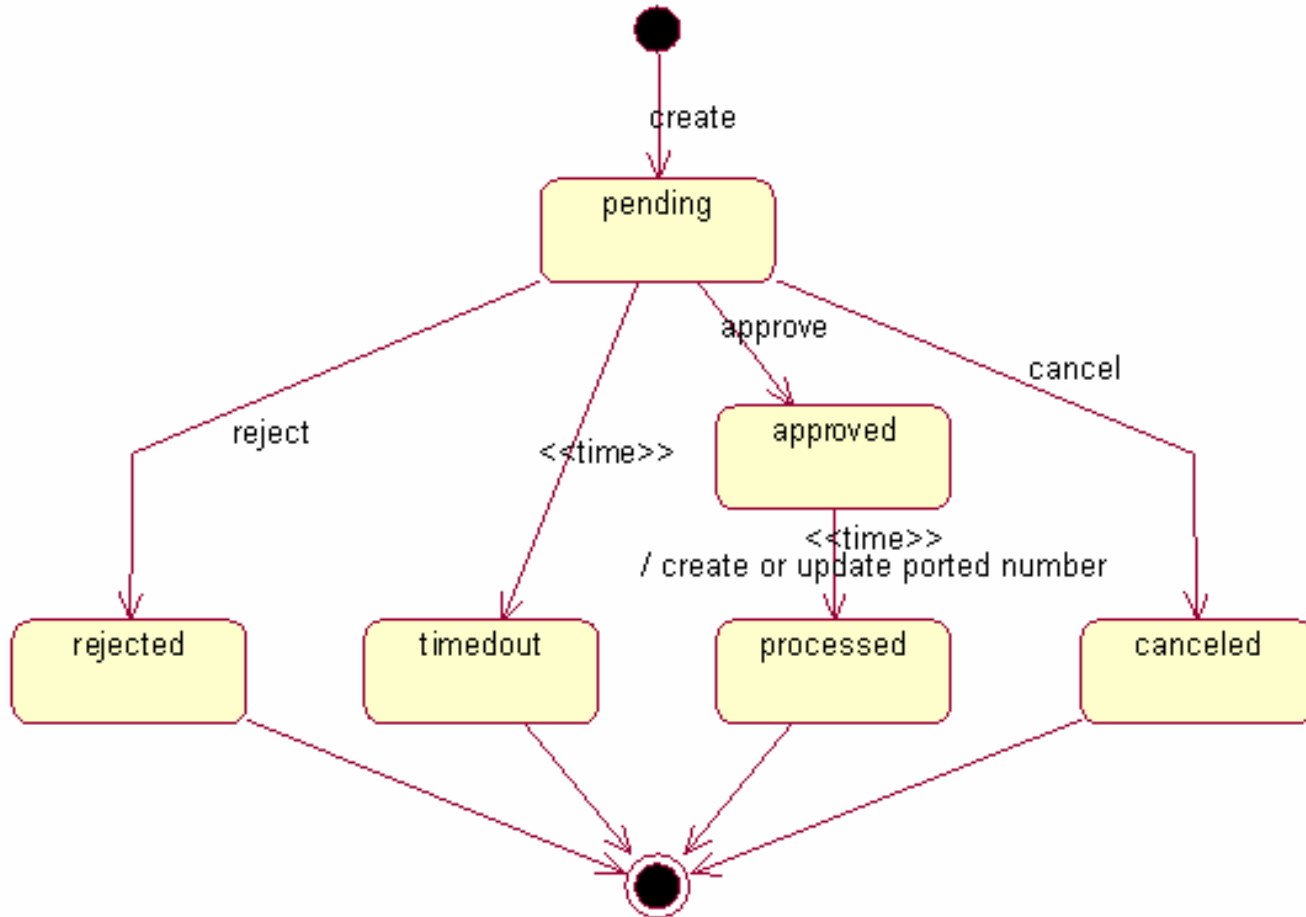 create
pending
approve
cancel
reject
<<time>>
approved
<<time>>
/ create or update ported number
rejected
timedout
processed
canceled